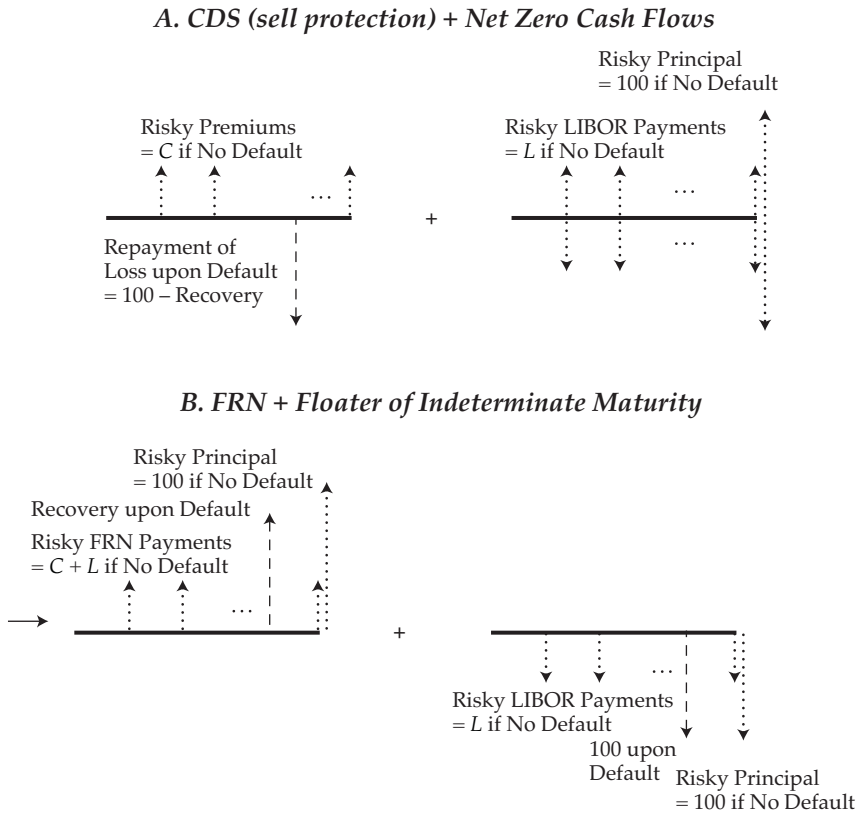 A. CDS (sell protection) + Net Zero Cash Flows
Risky Principal
= 100 if No Default
Risky Premiums
= C if No Default
Risky LIBOR Payments
= L if No Default
...
...
+
...
Repayment of
Loss upon Default
= 100 – Recovery
B. FRN + Floater of Indeterminate Maturity
Risky Principal
= 100 if No Default
Recovery upon Default
Risky FRN Payments
= C + L if No Default
...
+
...
Risky LIBOR Payments
= L if No Default
100 upon
Default
Risky Principal
= 100 if No Default